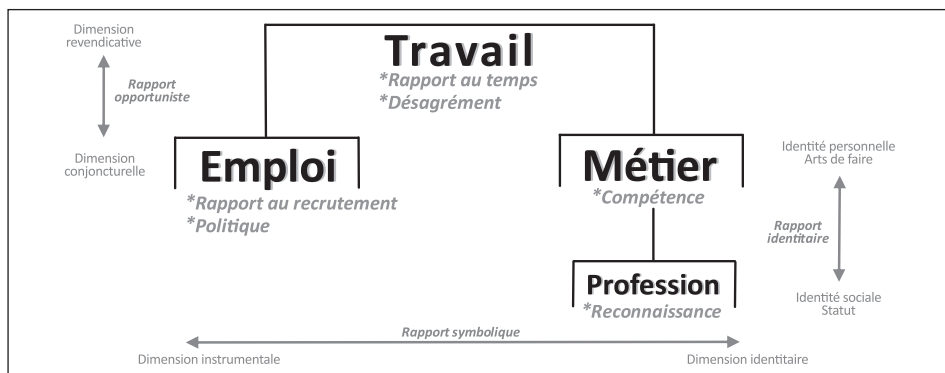 Dimension
revendicative
Rapport
opportuniste
Dimension
conjoncturelle
Travail
*Rapport au temps
*Désagrément
Emploi
*Rapport au recrutement
*Politique
Métier
*Compétence
Profession
*Reconnaissance
Identité personnelle
Arts de faire
Rapport
identitaire
Identité sociale
Statut
Rapport symbolique
Dimension instrumentale
Dimension identitaire